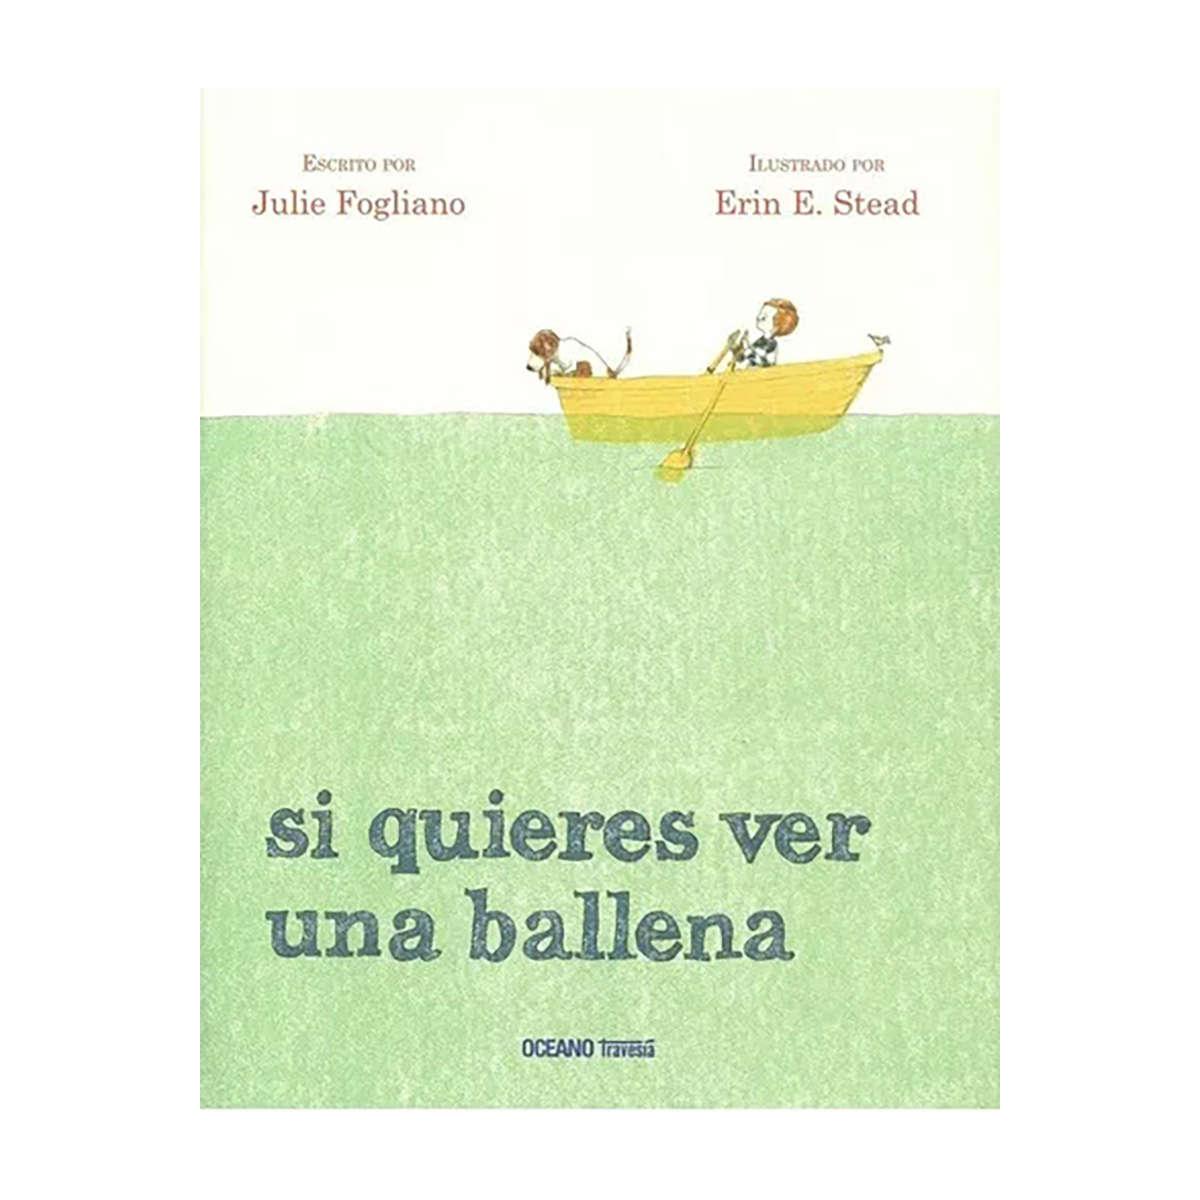 Escrito por
Julie Fogliano
Ilustrado por
Erin E. Stead
si quieres ver
una ballena
OCEANO travesía